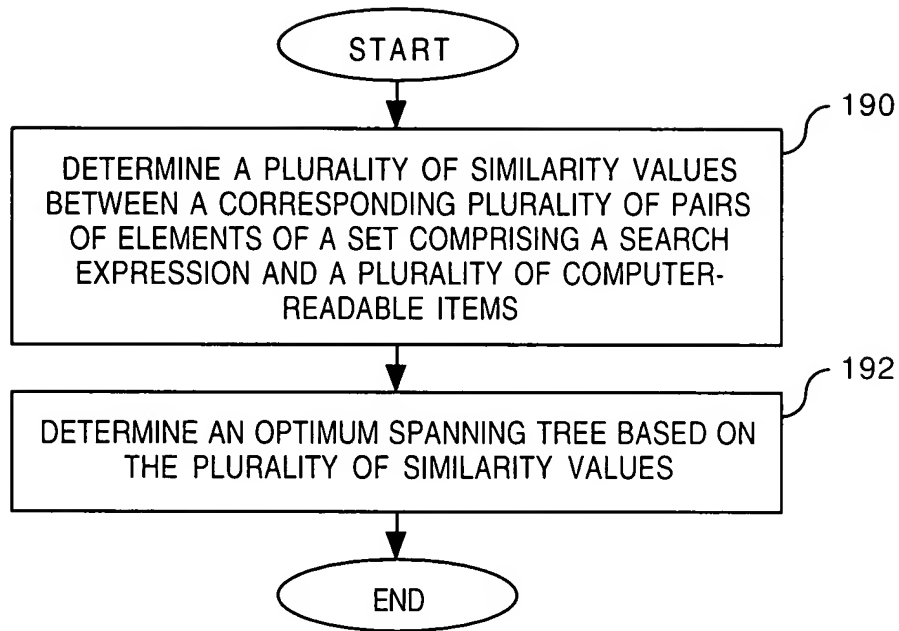 START
190
DETERMINE A PLURALITY OF SIMILARITY VALUES
BETWEEN A CORRESPONDING PLURALITY OF PAIRS
OF ELEMENTS OF A SET COMPRISING A SEARCH
EXPRESSION AND A PLURALITY OF COMPUTER-
READABLE ITEMS
192
DETERMINE AN OPTIMUM SPANNING TREE BASED ON
THE PLURALITY OF SIMILARITY VALUES
END